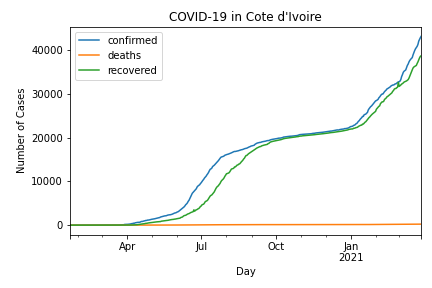 COVID-19 in Cote d'Ivoire
confirmed
deaths
recovered
Number of Cases
40000
30000
20000
10000
0
Apr
Jul
Oct
Jan
2021
Day